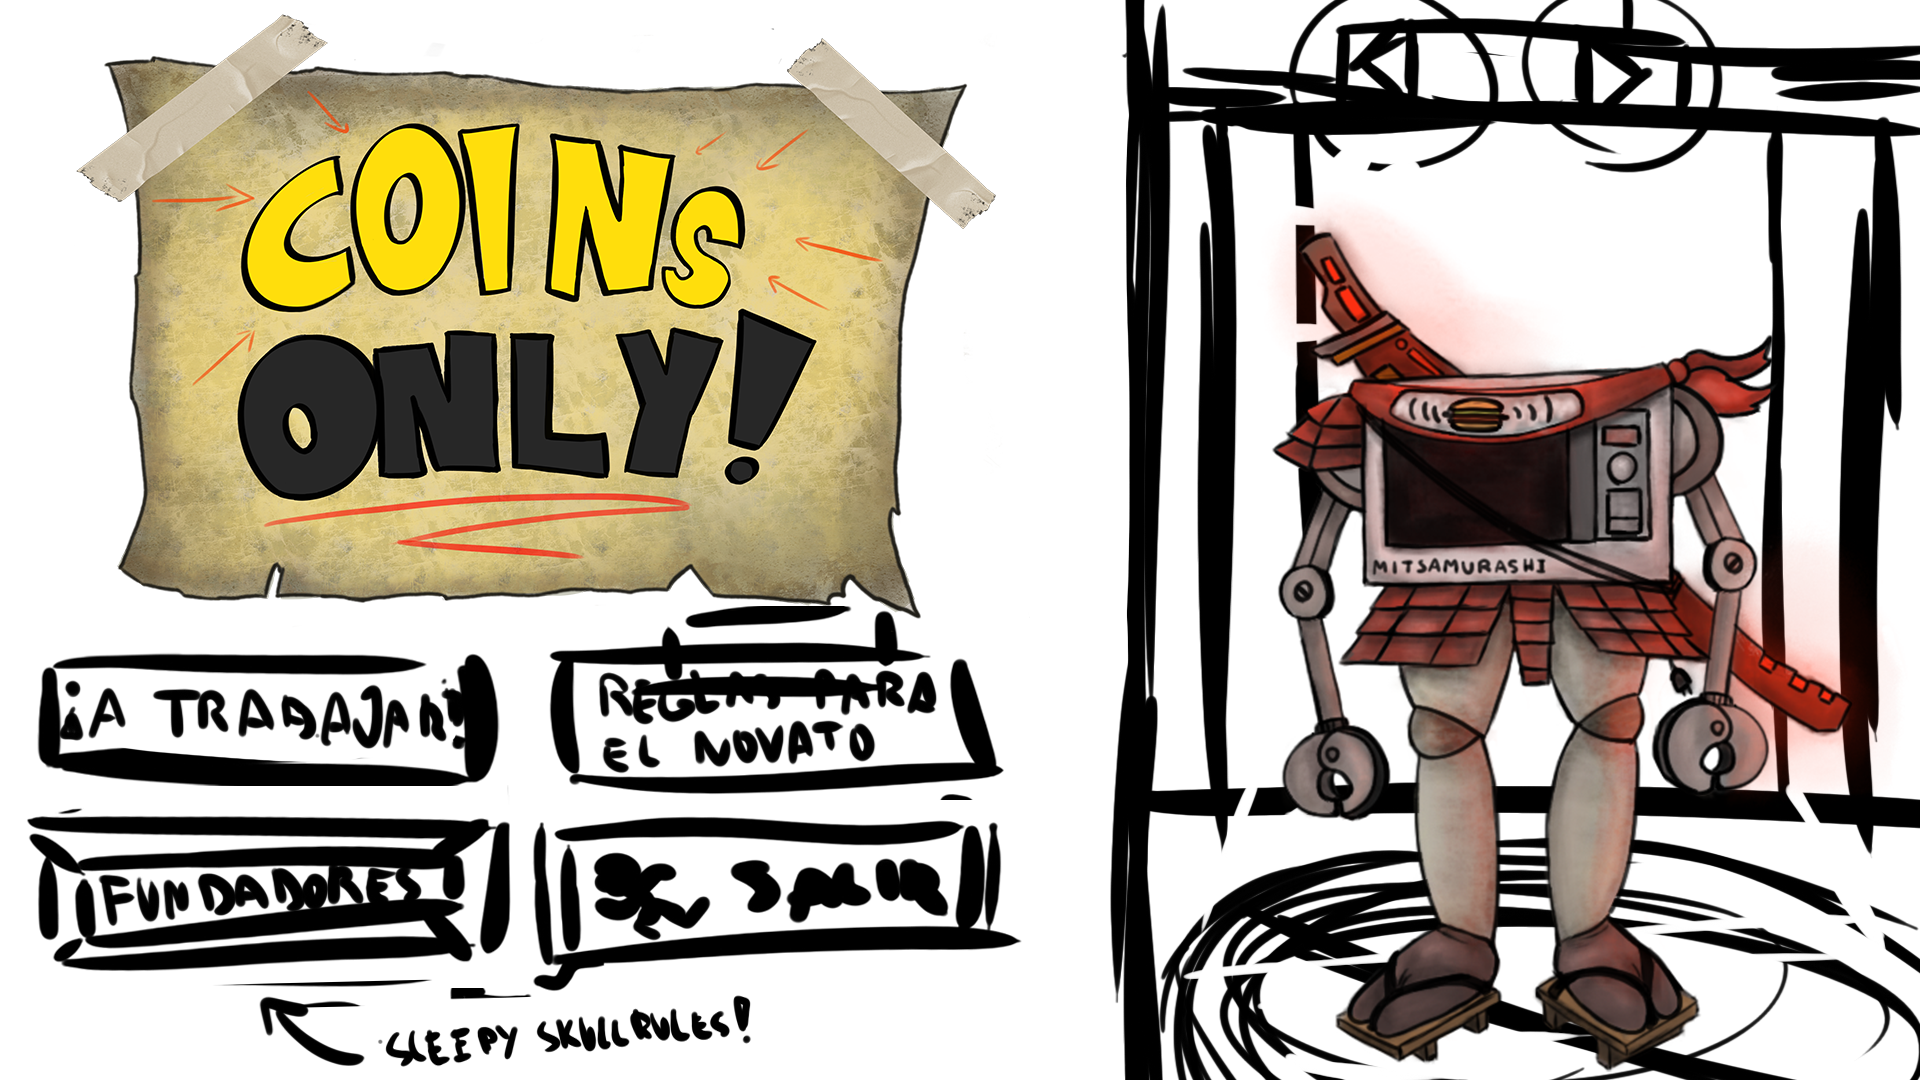 COINS
ONLY!
¡A TRABAJAR!
REGLAS PARA
EL NOVATO
FUNDADORES
SALIR
SLEEPY SKULL RULES!
MITSAMURASHI